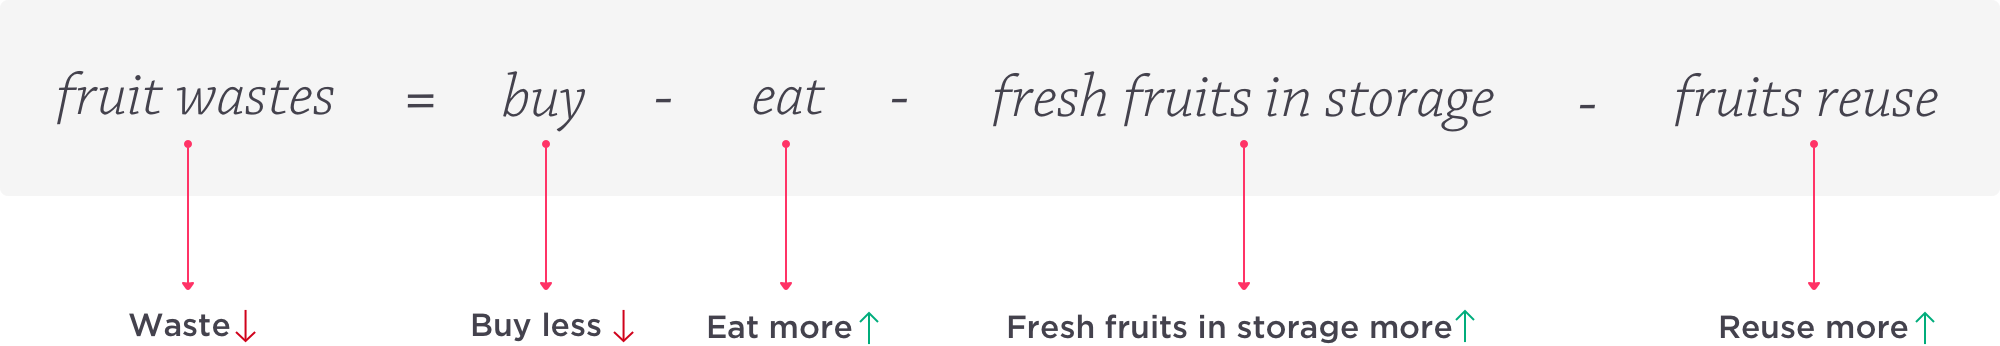 fruit wastes = buy - eat - fresh fruits in storage - fruits reuse
Waste↓ Buy less ↓ Eat more↑ Fresh fruits in storage more↑ Reuse more↑